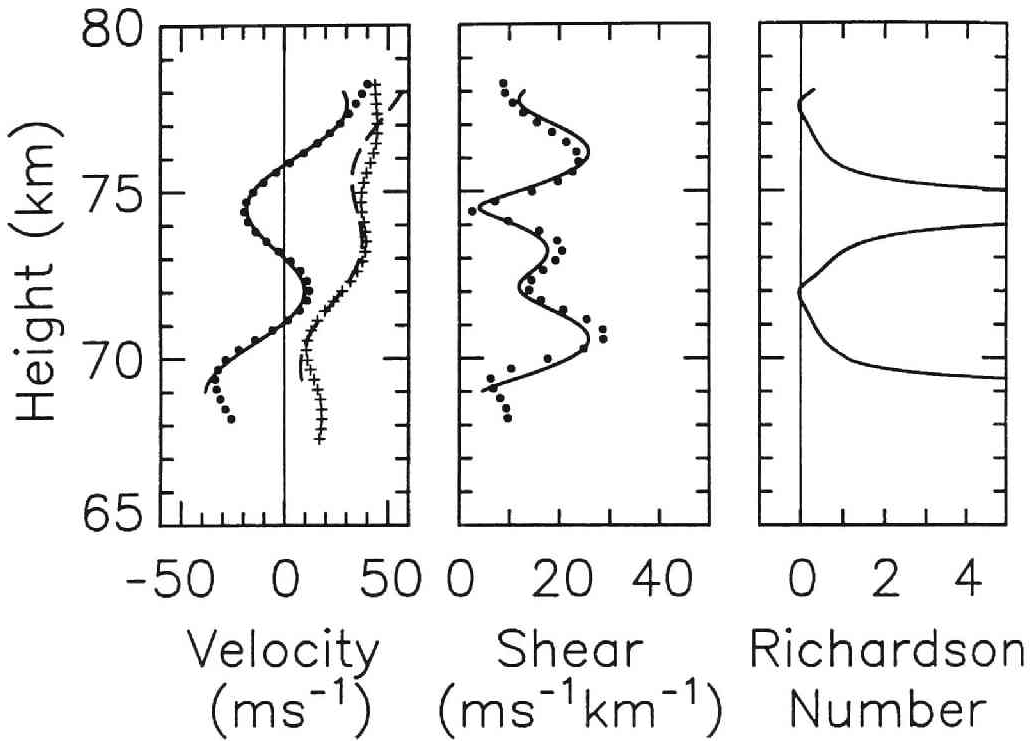 Height (km)
80
75
70
65
-50 0 50
0 20 40
0 2 4
Velocity
(ms⁻¹)
Shear
(ms⁻¹km⁻¹)
Richardson
Number